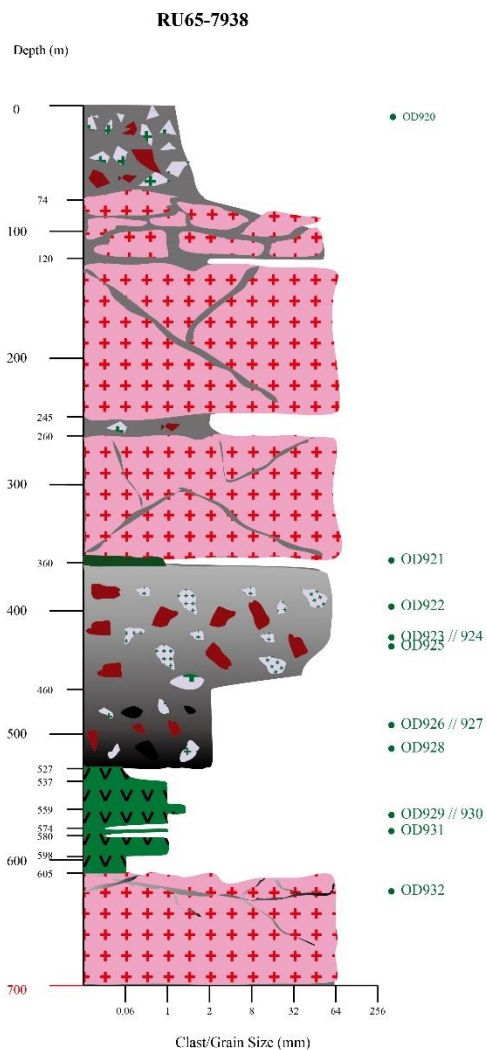 RU65-7938
Depth (m)
0
OD920
74
100
120
200
245
260
300
360
OD921
400
OD922
OD923 // 924
OD925
460
500
OD926 // 927
OD928
527
537
559
OD929 // 930
574
OD931
580
598
600
605
OD932
700
0.06 1 2 8 32 64 256
Clast/Grain Size (mm)